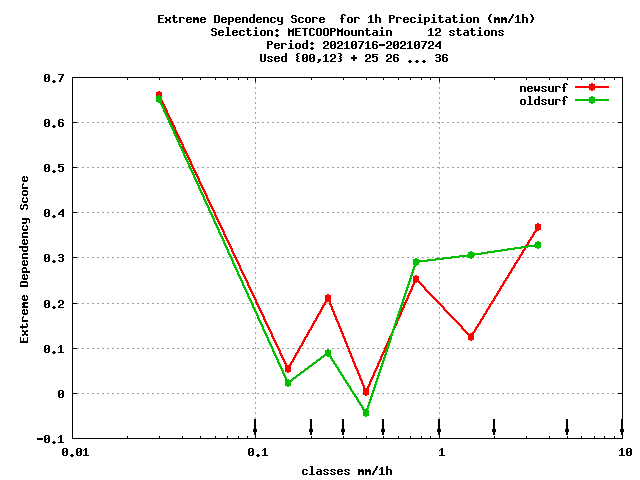 Extreme Dependency Score  for 1h Precipitation (mm/1h)
Selection: METCOOPMountain     12 stations
Period: 20210716-20210724
Used {00,12} + 25 26 ... 36
newsurf
oldsurf
0.7
0.6
0.5
0.4
0.3
0.2
0.1
0
-0.1
Extreme Dependency Score
0.01
0.1
1
10
classes mm/1h